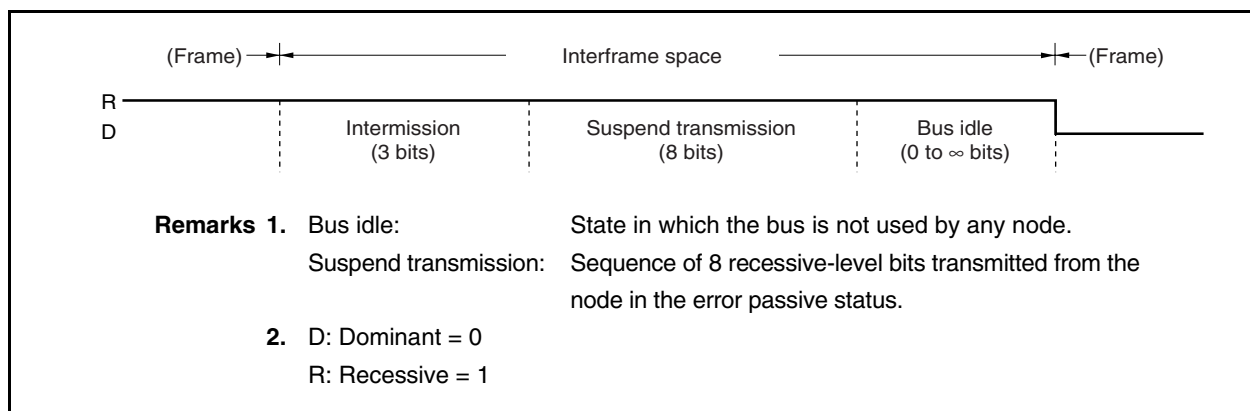 (Frame) Interframe space (Frame)
R
D
Intermission Suspend transmission Bus idle
(3 bits) (8 bits) (0 to ∞ bits)
Remarks 1. Bus idle: State in which the bus is not used by any node.
Suspend transmission: Sequence of 8 recessive-level bits transmitted from the
node in the error passive status.
2. D: Dominant = 0
R: Recessive = 1